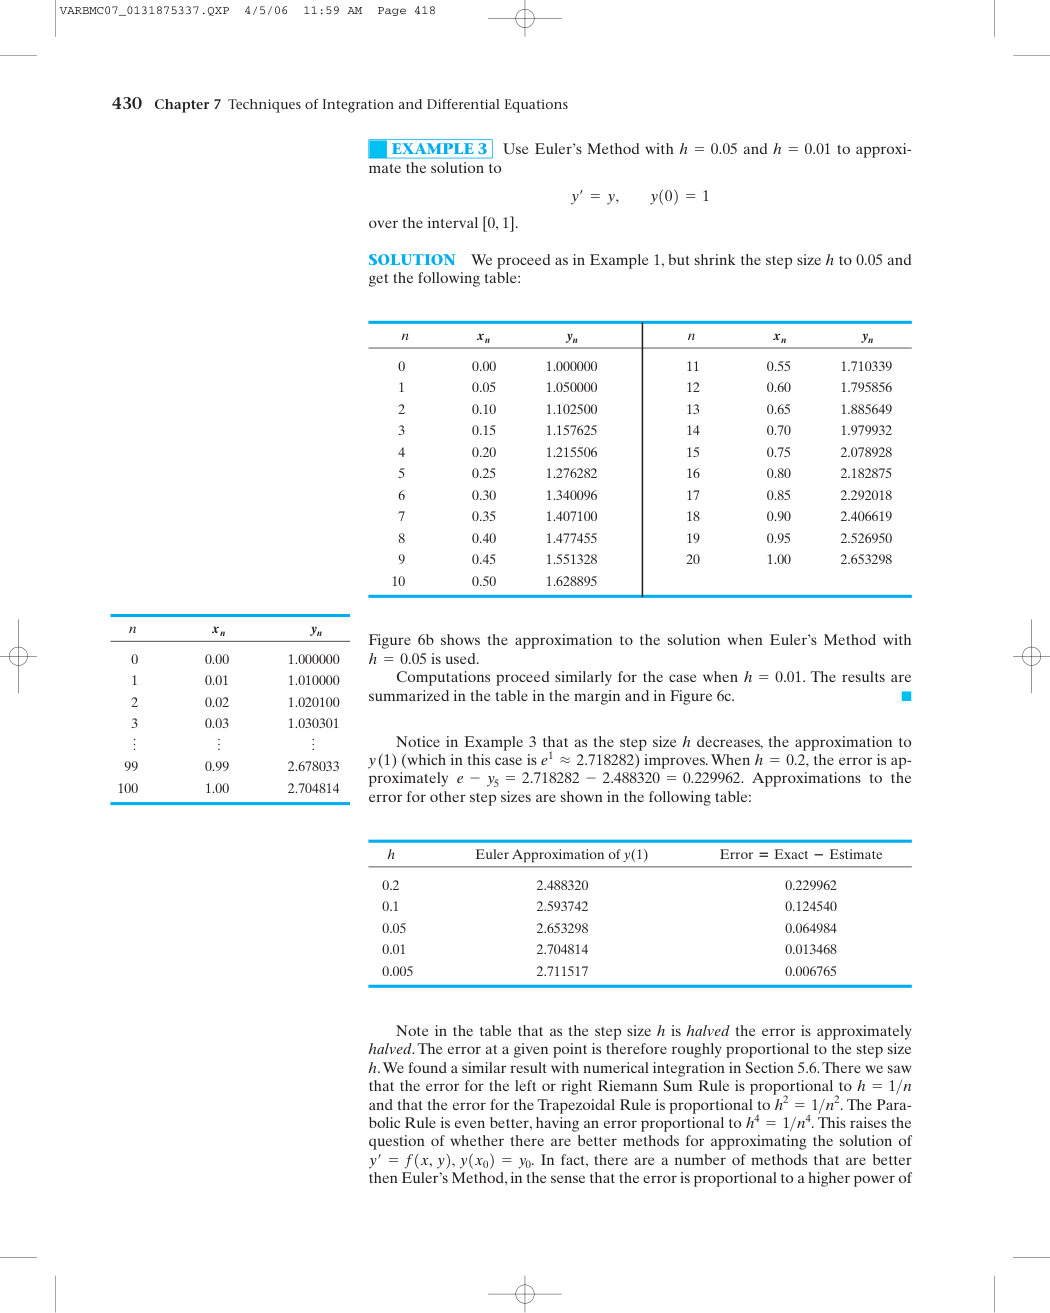 VARBMC07_0131875337.QXP 4/5/06 11:59 AM Page 418
430 Chapter 7 Techniques of Integration and Differential Equations
EXAMPLE 3 Use Euler's Method with h = 0.05 and h = 0.01 to approxi-
mate the solution to
y′ = y, y(0) = 1
over the interval [0, 1].
SOLUTION We proceed as in Example 1, but shrink the step size h to 0.05 and
get the following table:
n xn yn n xn yn
0 0.00 1.000000 11 0.55 1.710339
1 0.05 1.050000 12 0.60 1.795856
2 0.10 1.102500 13 0.65 1.885649
3 0.15 1.157625 14 0.70 1.979932
4 0.20 1.215506 15 0.75 2.078928
5 0.25 1.276282 16 0.80 2.182875
6 0.30 1.340096 17 0.85 2.292018
7 0.35 1.407100 18 0.90 2.406619
8 0.40 1.477455 19 0.95 2.526950
9 0.45 1.551328 20 1.00 2.653298
10 0.50 1.628895
n xn yn
0 0.00 1.000000
1 0.01 1.010000
2 0.02 1.020100
3 0.03 1.030301
⋮ ⋮ ⋮
99 0.99 2.678033
100 1.00 2.704814
Figure 6b shows the approximation to the solution when Euler's Method with
h = 0.05 is used.
Computations proceed similarly for the case when h = 0.01. The results are
summarized in the table in the margin and in Figure 6c.
Notice in Example 3 that as the step size h decreases, the approximation to
y(1) (which in this case is e¹ ≈ 2.718282) improves. When h = 0.2, the error is ap-
proximately e − y₅ = 2.718282 − 2.488320 = 0.229962. Approximations to the
error for other step sizes are shown in the following table:
h Euler Approximation of y(1) Error = Exact − Estimate
0.2 2.488320 0.229962
0.1 2.593742 0.124540
0.05 2.653298 0.064984
0.01 2.704814 0.013468
0.005 2.711517 0.006765
Note in the table that as the step size h is halved the error is approximately
halved. The error at a given point is therefore roughly proportional to the step size
h. We found a similar result with numerical integration in Section 5.6. There we saw
that the error for the left or right Riemann Sum Rule is proportional to h = 1/n
and that the error for the Trapezoidal Rule is proportional to h² = 1/n². The Para-
bolic Rule is even better, having an error proportional to h⁴ = 1/n⁴. This raises the
question of whether there are better methods for approximating the solution of
y′ = f(x, y), y(x₀) = y₀. In fact, there are a number of methods that are better
then Euler's Method, in the sense that the error is proportional to a higher power of